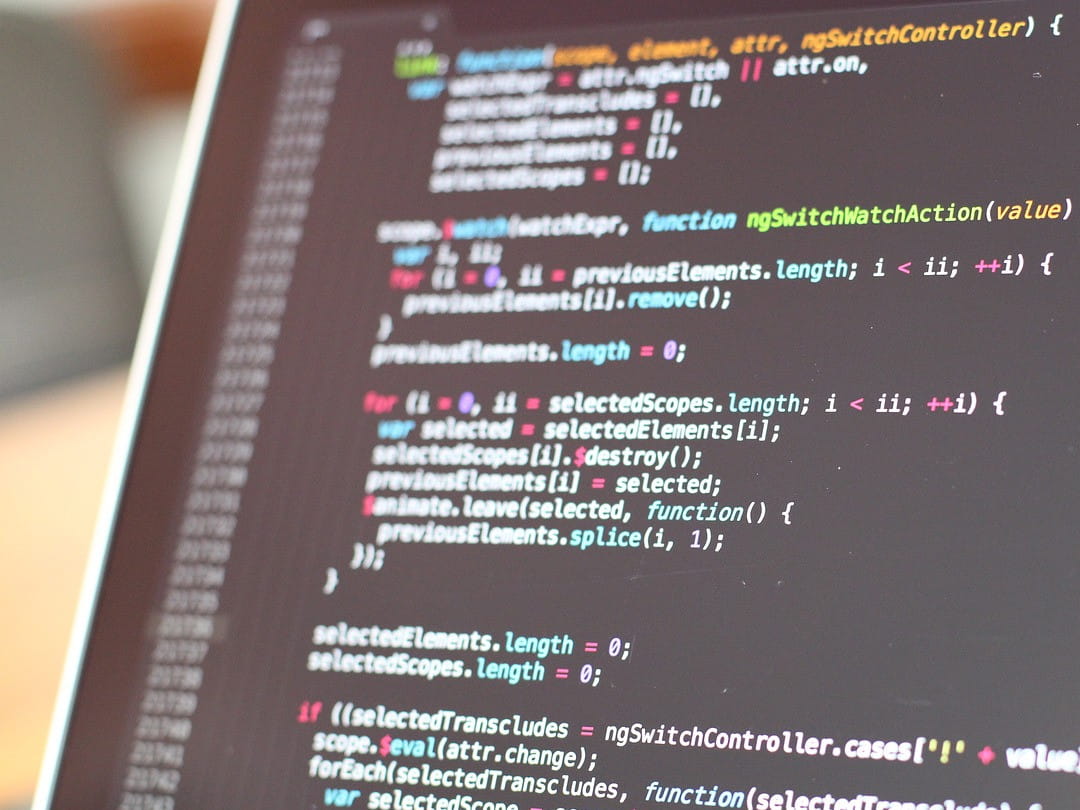 link: function(scope, element, attr, ngSwitchController) {
var watchExpr = attr.ngSwitch || attr.on,
selectedTranscludes = [],
selectedElements = [],
previousElements = [],
selectedScopes = [];
scope.$watch(watchExpr, function ngSwitchWatchAction(value)
var i, ii;
for (i = 0, ii = previousElements.length; i < ii; ++i) {
previousElements[i].remove();
}
previousElements.length = 0;
for (i = 0, ii = selectedScopes.length; i < ii; ++i) {
var selected = selectedElements[i];
selectedScopes[i].$destroy();
previousElements[i] = selected;
$animate.leave(selected, function() {
previousElements.splice(i, 1);
});
}
selectedElements.length = 0;
selectedScopes.length = 0;
if ((selectedTranscludes = ngSwitchController.cases['!' + value]
scope.$eval(attr.change);
forEach(selectedTranscludes, function(selectedTransclude) {
var selectedScope =